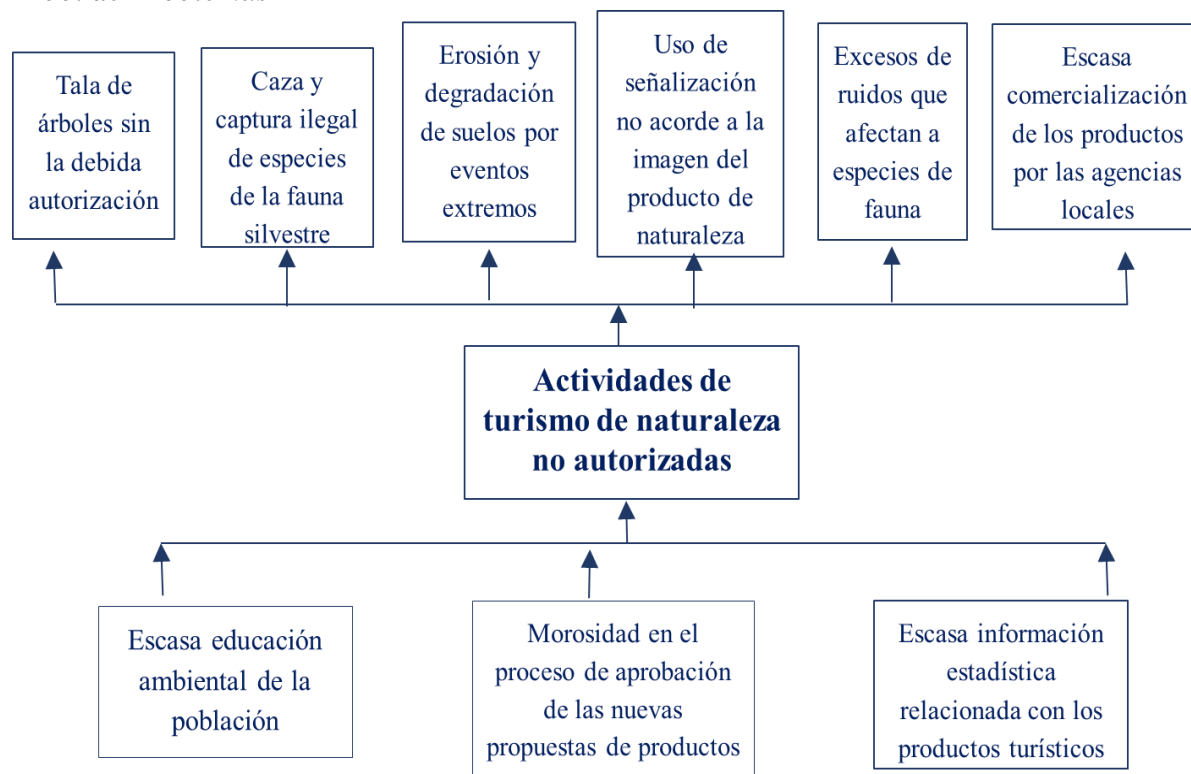 Tala de
árboles sin
la debida
autorización
Caza y
captura ilegal
de especies
de la fauna
silvestre
Erosión y
degradación
de suelos por
eventos
extremos
Uso de
señalización
no acorde a la
imagen del
producto de
naturaleza
Excesos de
ruidos que
afectan a
especies de
fauna
Escasa
comercialización
de los productos
por las agencias
locales
Actividades de
turismo de naturaleza
no autorizadas
Escasa educación
ambiental de la
población
Morosidad en el
proceso de aprobación
de las nuevas
propuestas de productos
Escasa información
estadística
relacionada con los
productos turísticos